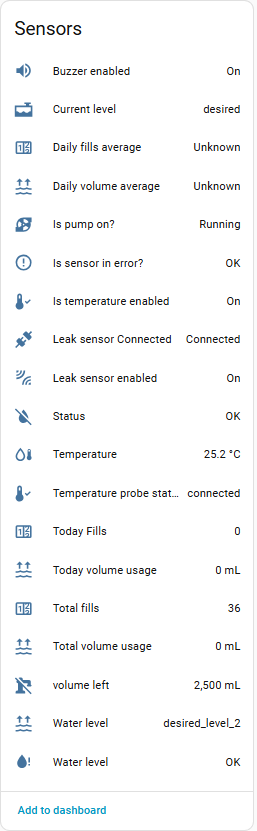 Sensors
Buzzer enabled On
Current level desired
Daily fills average Unknown
Daily volume average Unknown
Is pump on? Running
Is sensor in error? OK
Is temperature enabled On
Leak sensor Connected Connected
Leak sensor enabled On
Status OK
Temperature 25.2 °C
Temperature probe stat... connected
Today Fills 0
Today volume usage 0 mL
Total fills 36
Total volume usage 0 mL
volume left 2,500 mL
Water level desired_level_2
Water level OK
Add to dashboard